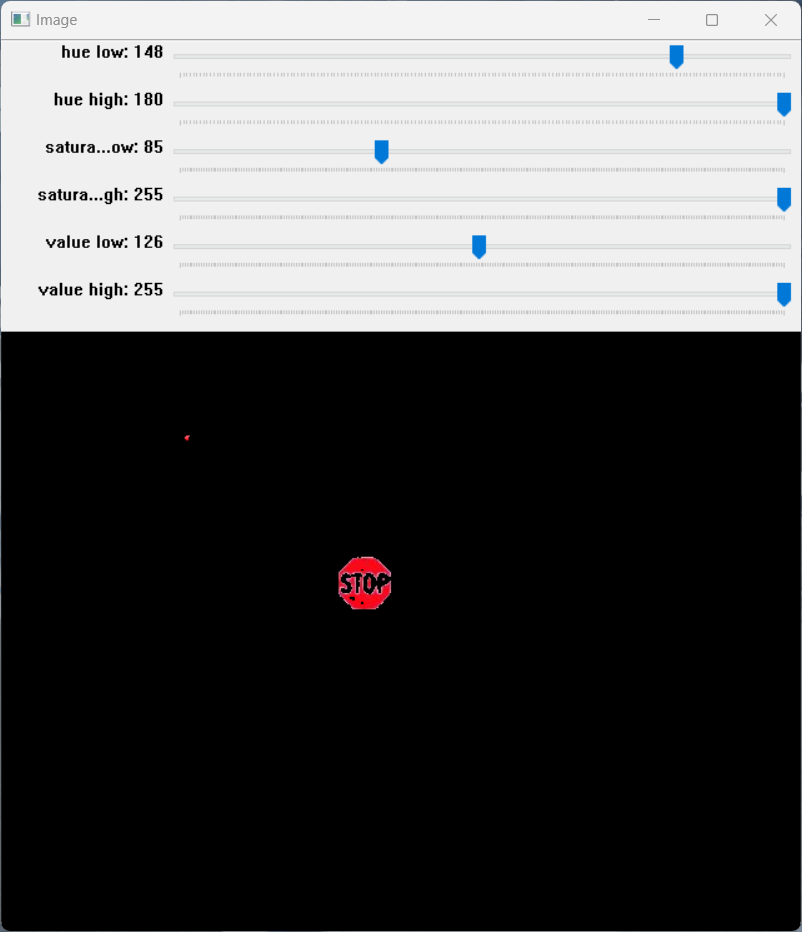 Image
hue low: 148
hue high: 180
satura...ow: 85
satura...gh: 255
value low: 126
value high: 255
STOP